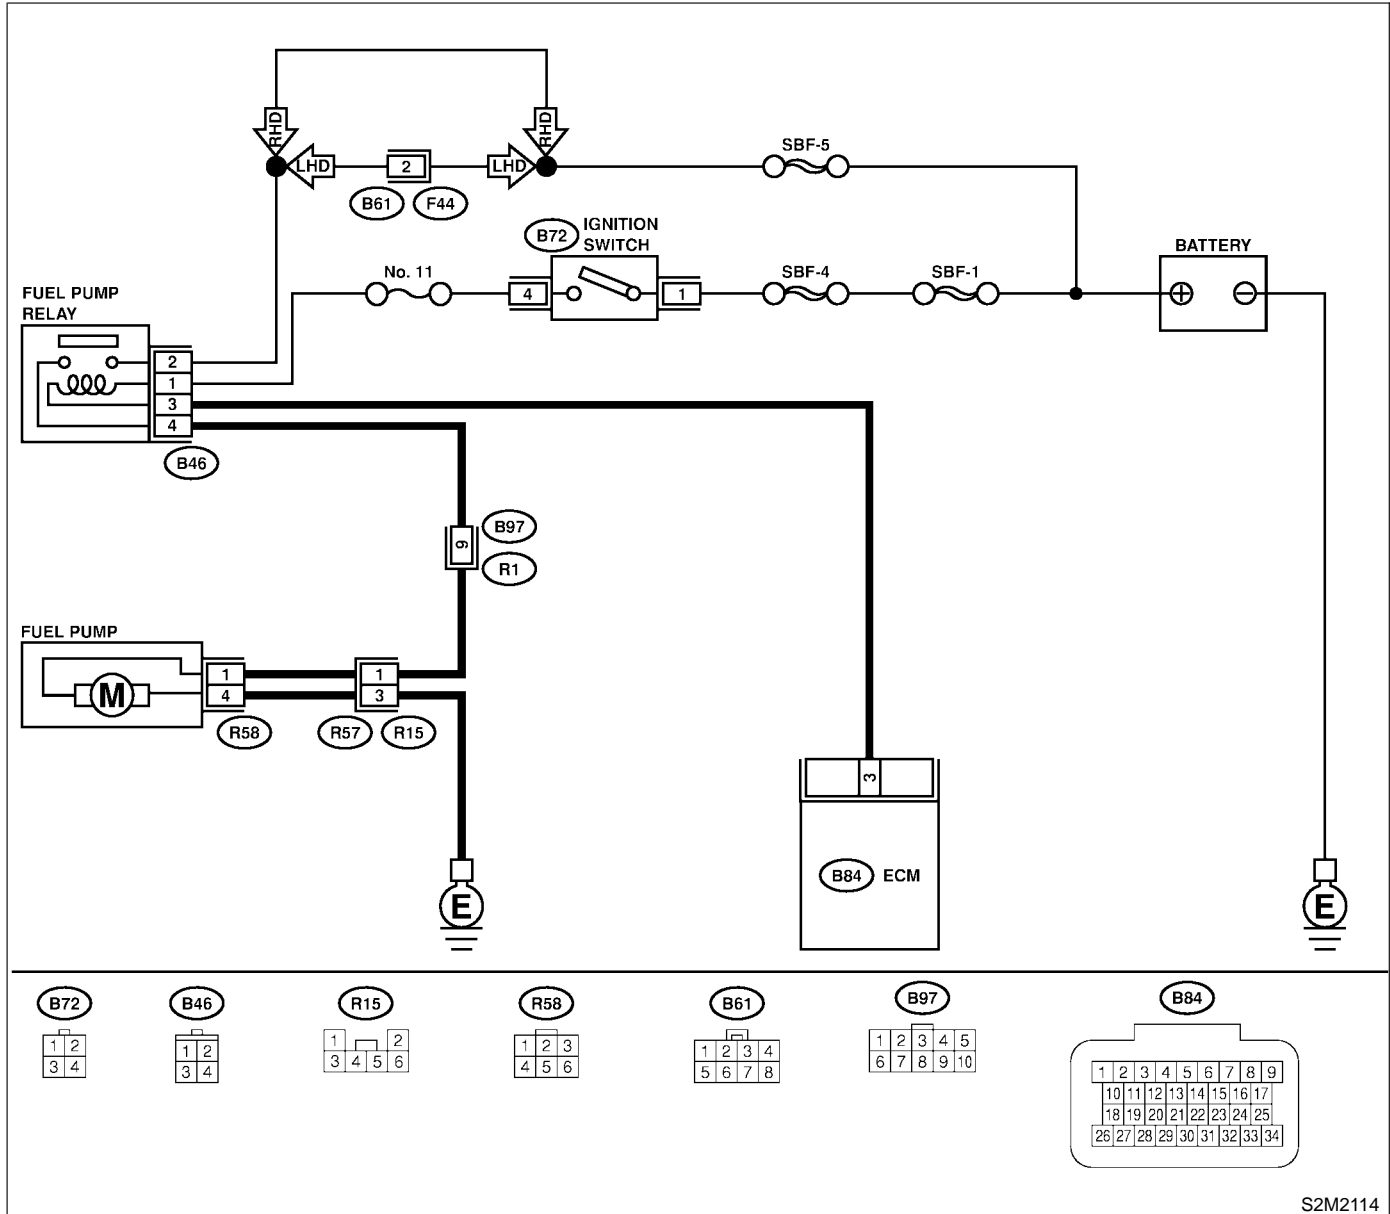 RHD
RHD
LHD
2
LHD
SBF-5
B61
F44
B72
IGNITION
SWITCH
BATTERY
No. 11
4
1
SBF-4
SBF-1
+
−
FUEL PUMP
RELAY
2
1
3
4
B46
9
B97
R1
FUEL PUMP
M
1
4
1
3
R58
R57
R15
3
B84
ECM
E
E
B72
B46
R15
R58
B61
B97
B84
1 2
3 4
1 2
3 4
1 2
3 4 5 6
1 2 3
4 5 6
1 2 3 4
5 6 7 8
1 2 3 4 5
6 7 8 9 10
1 2 3 4 5 6 7 8 9
10 11 12 13 14 15 16 17
18 19 20 21 22 23 24 25
26 27 28 29 30 31 32 33 34
S2M2114